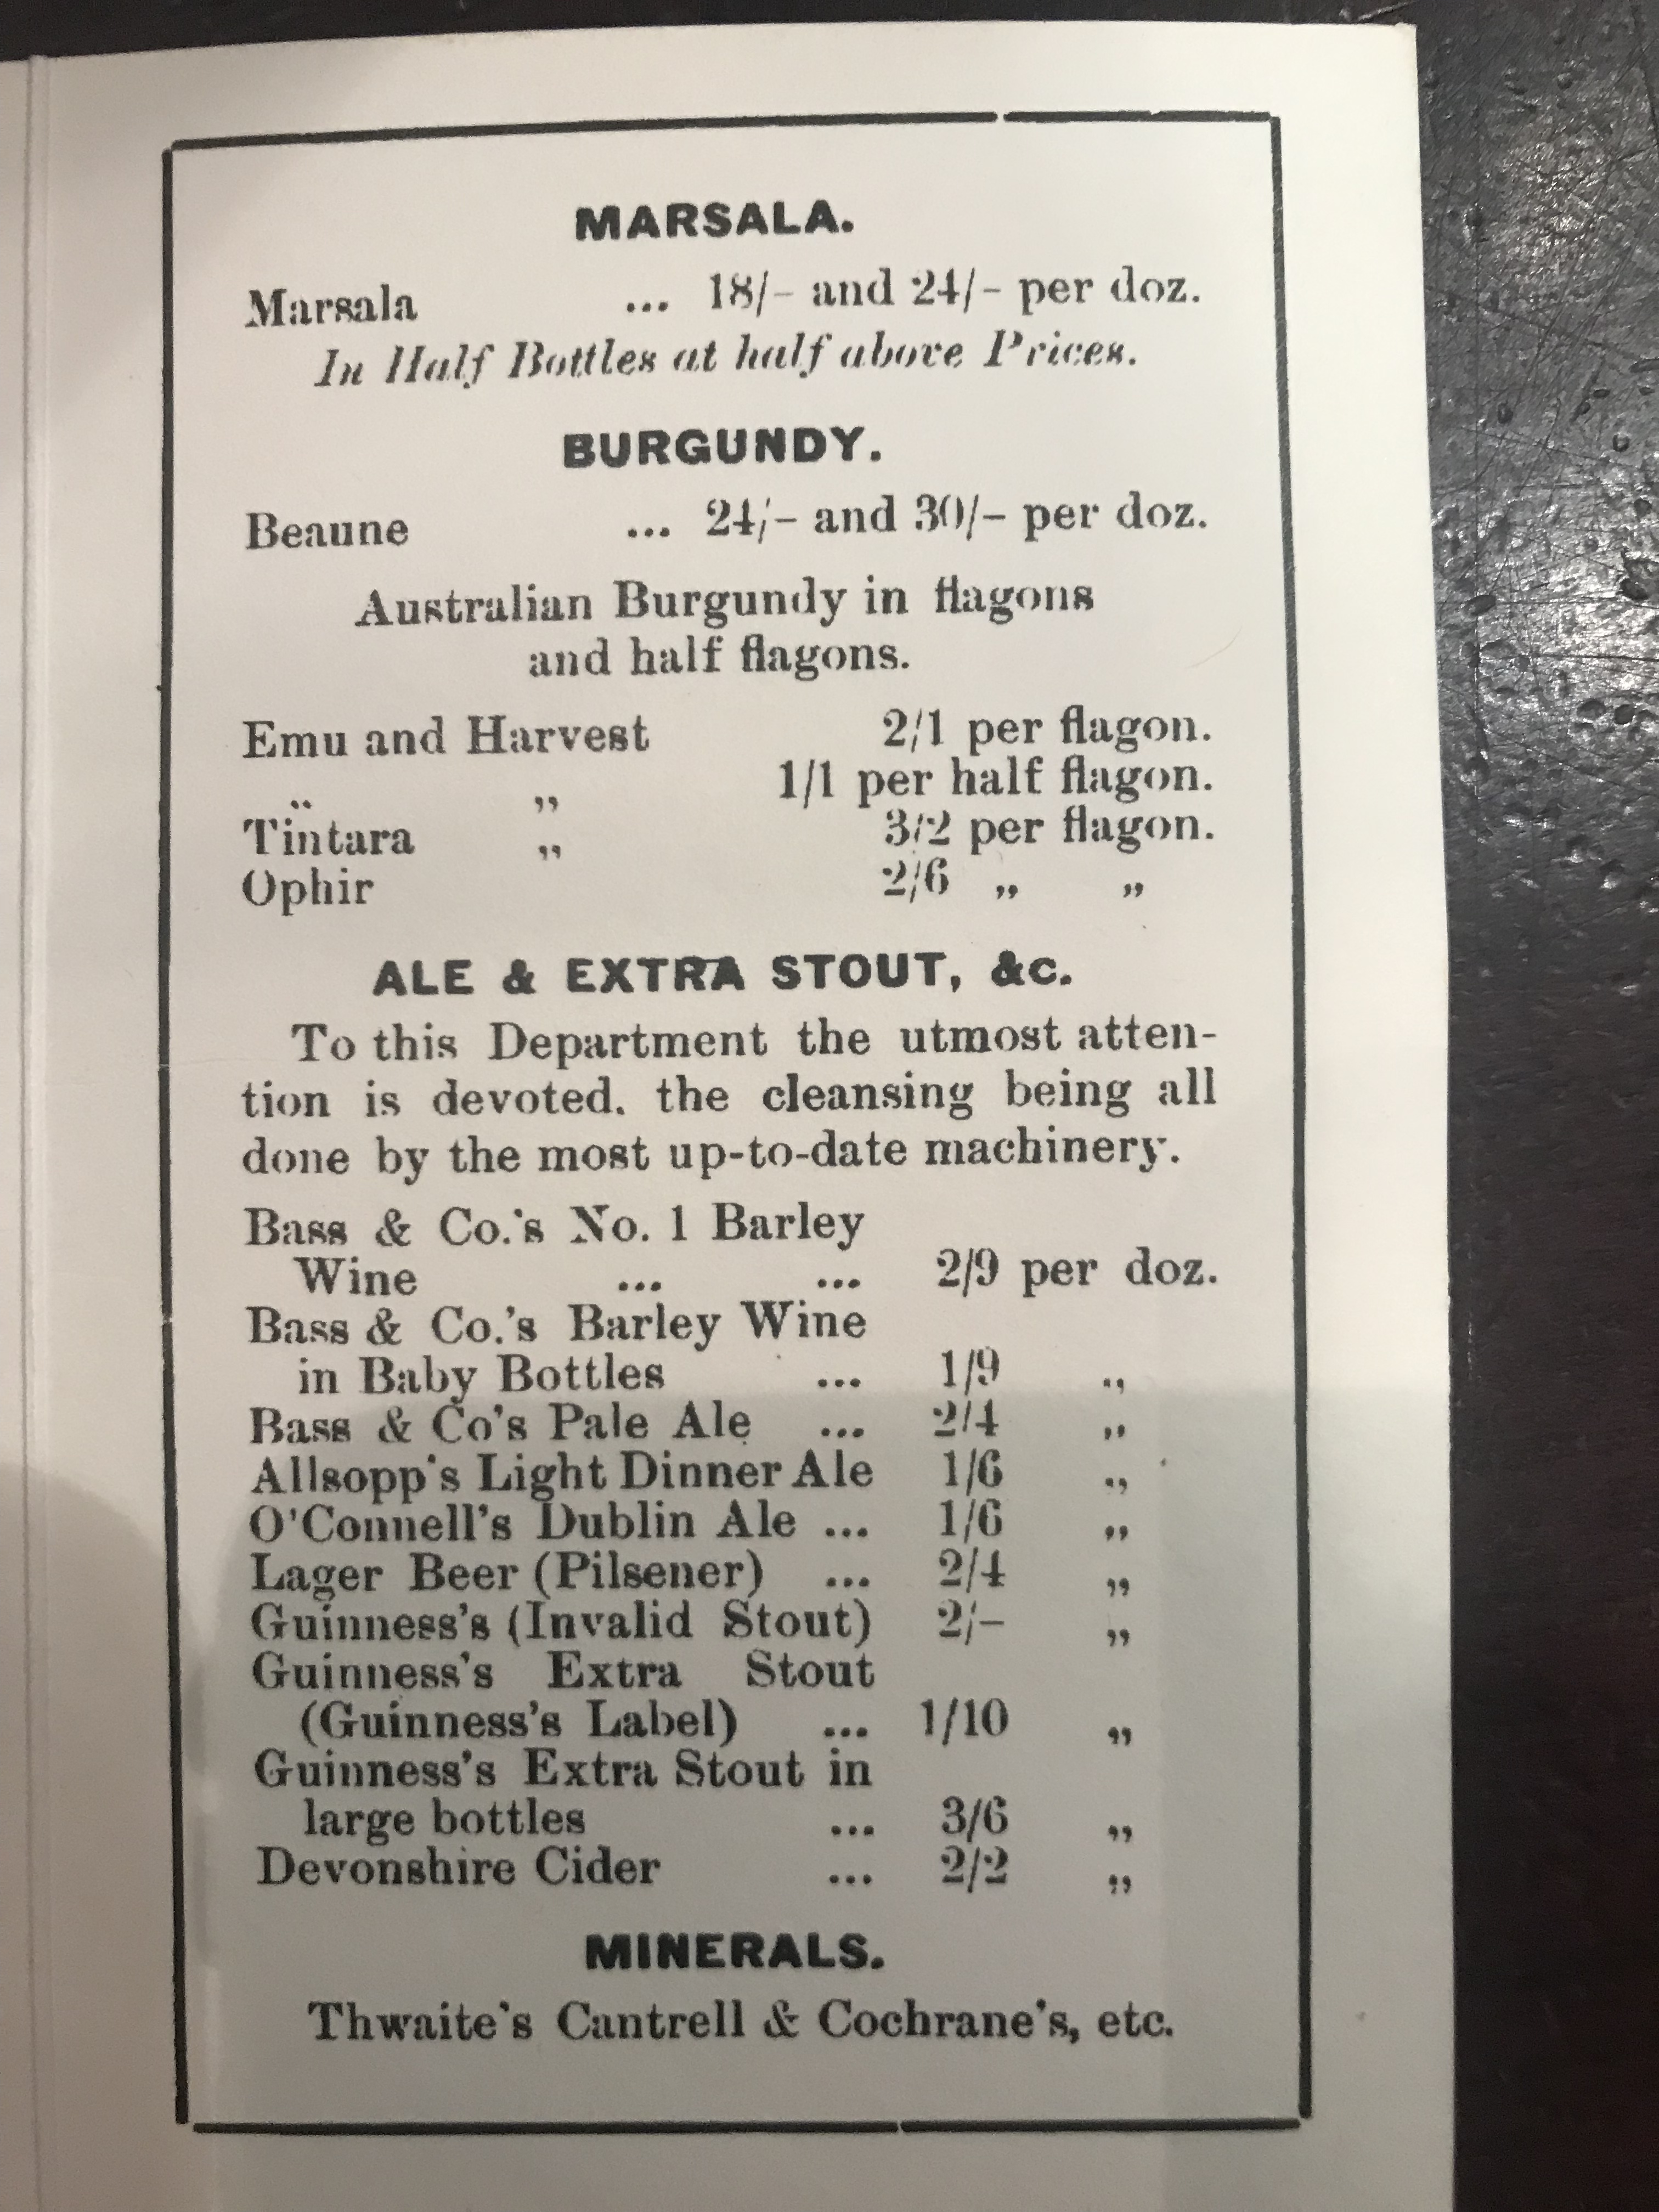 MARSALA.
Marsala ... 18/- and 24/- per doz.
In Half Bottles at half above Prices.
BURGUNDY.
Beaune ... 24/- and 30/- per doz.
Australian Burgundy in flagons
and half flagons.
Emu and Harvest 2/1 per flagon.
„ „ 1/1 per half flagon.
Tintara „ 3/2 per flagon.
Ophir 2/6 „ „
ALE & EXTRA STOUT, &c.
To this Department the utmost atten-
tion is devoted. the cleansing being all
done by the most up-to-date machinery.
Bass & Co.'s No. 1 Barley
Wine ... ... 2/9 per doz.
Bass & Co.'s Barley Wine
in Baby Bottles ... 1/9 „
Bass & Co's Pale Ale ... 2/4 „
Allsopp's Light Dinner Ale 1/6 „
O'Connell's Dublin Ale ... 1/6 „
Lager Beer (Pilsener) ... 2/4 „
Guinness's (Invalid Stout) 2/- „
Guinness's Extra Stout
(Guinness's Label) ... 1/10 „
Guinness's Extra Stout in
large bottles ... 3/6 „
Devonshire Cider ... 2/2 „
MINERALS.
Thwaite's Cantrell & Cochrane's, etc.